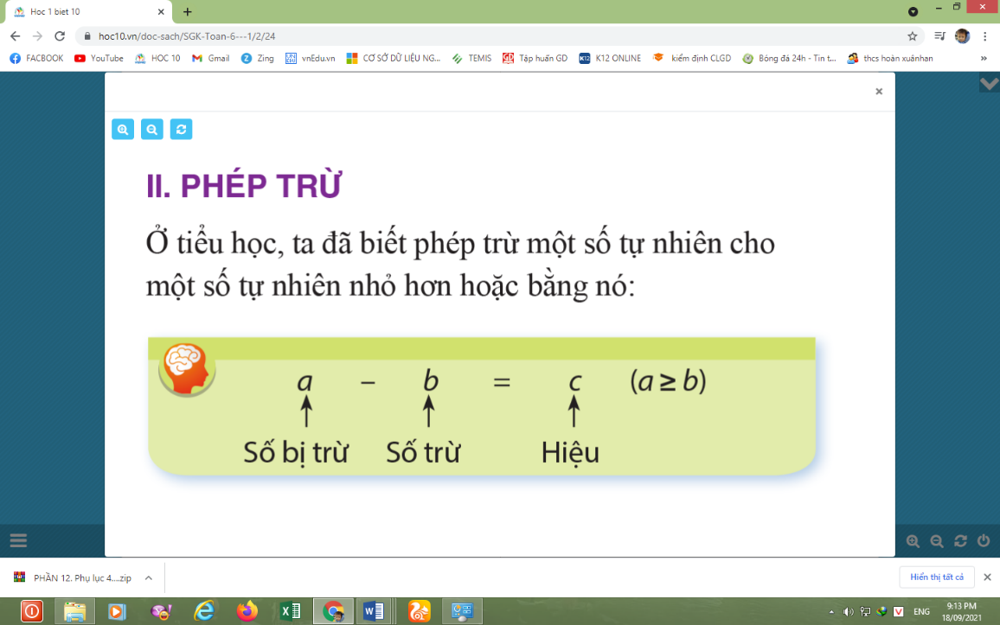 Hoc 1 biet 10
hoc10.vn/doc-sach/SGK-Toan-6---1/2/24
FACBOOK YouTube HOC 10 Gmail Zing vnEdu.vn CƠ SỞ DỮ LIỆU NG... TEMIS Tập huấn GD K12 ONLINE kiểm định CLGD Bóng đá 24h - Tin t... thcs hoàn xuânhan
II. PHÉP TRỪ
Ở tiểu học, ta đã biết phép trừ một số tự nhiên cho
một số tự nhiên nhỏ hơn hoặc bằng nó:
a – b = c (a ≥ b)
Số bị trừ Số trừ Hiệu
PHẦN 12. Phụ lục 4....zip
Hiển thị tất cả
ENG
9:13 PM
18/09/2021